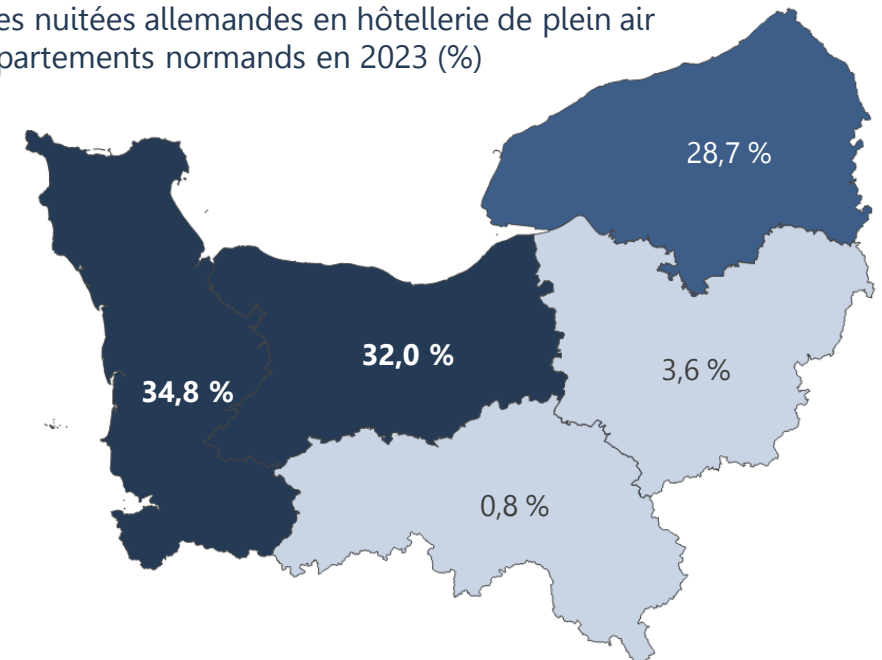 es nuitées allemandes en hôtellerie de plein air
partements normands en 2023 (%)
28,7 %
32,0 %
34,8 %
3,6 %
0,8 %